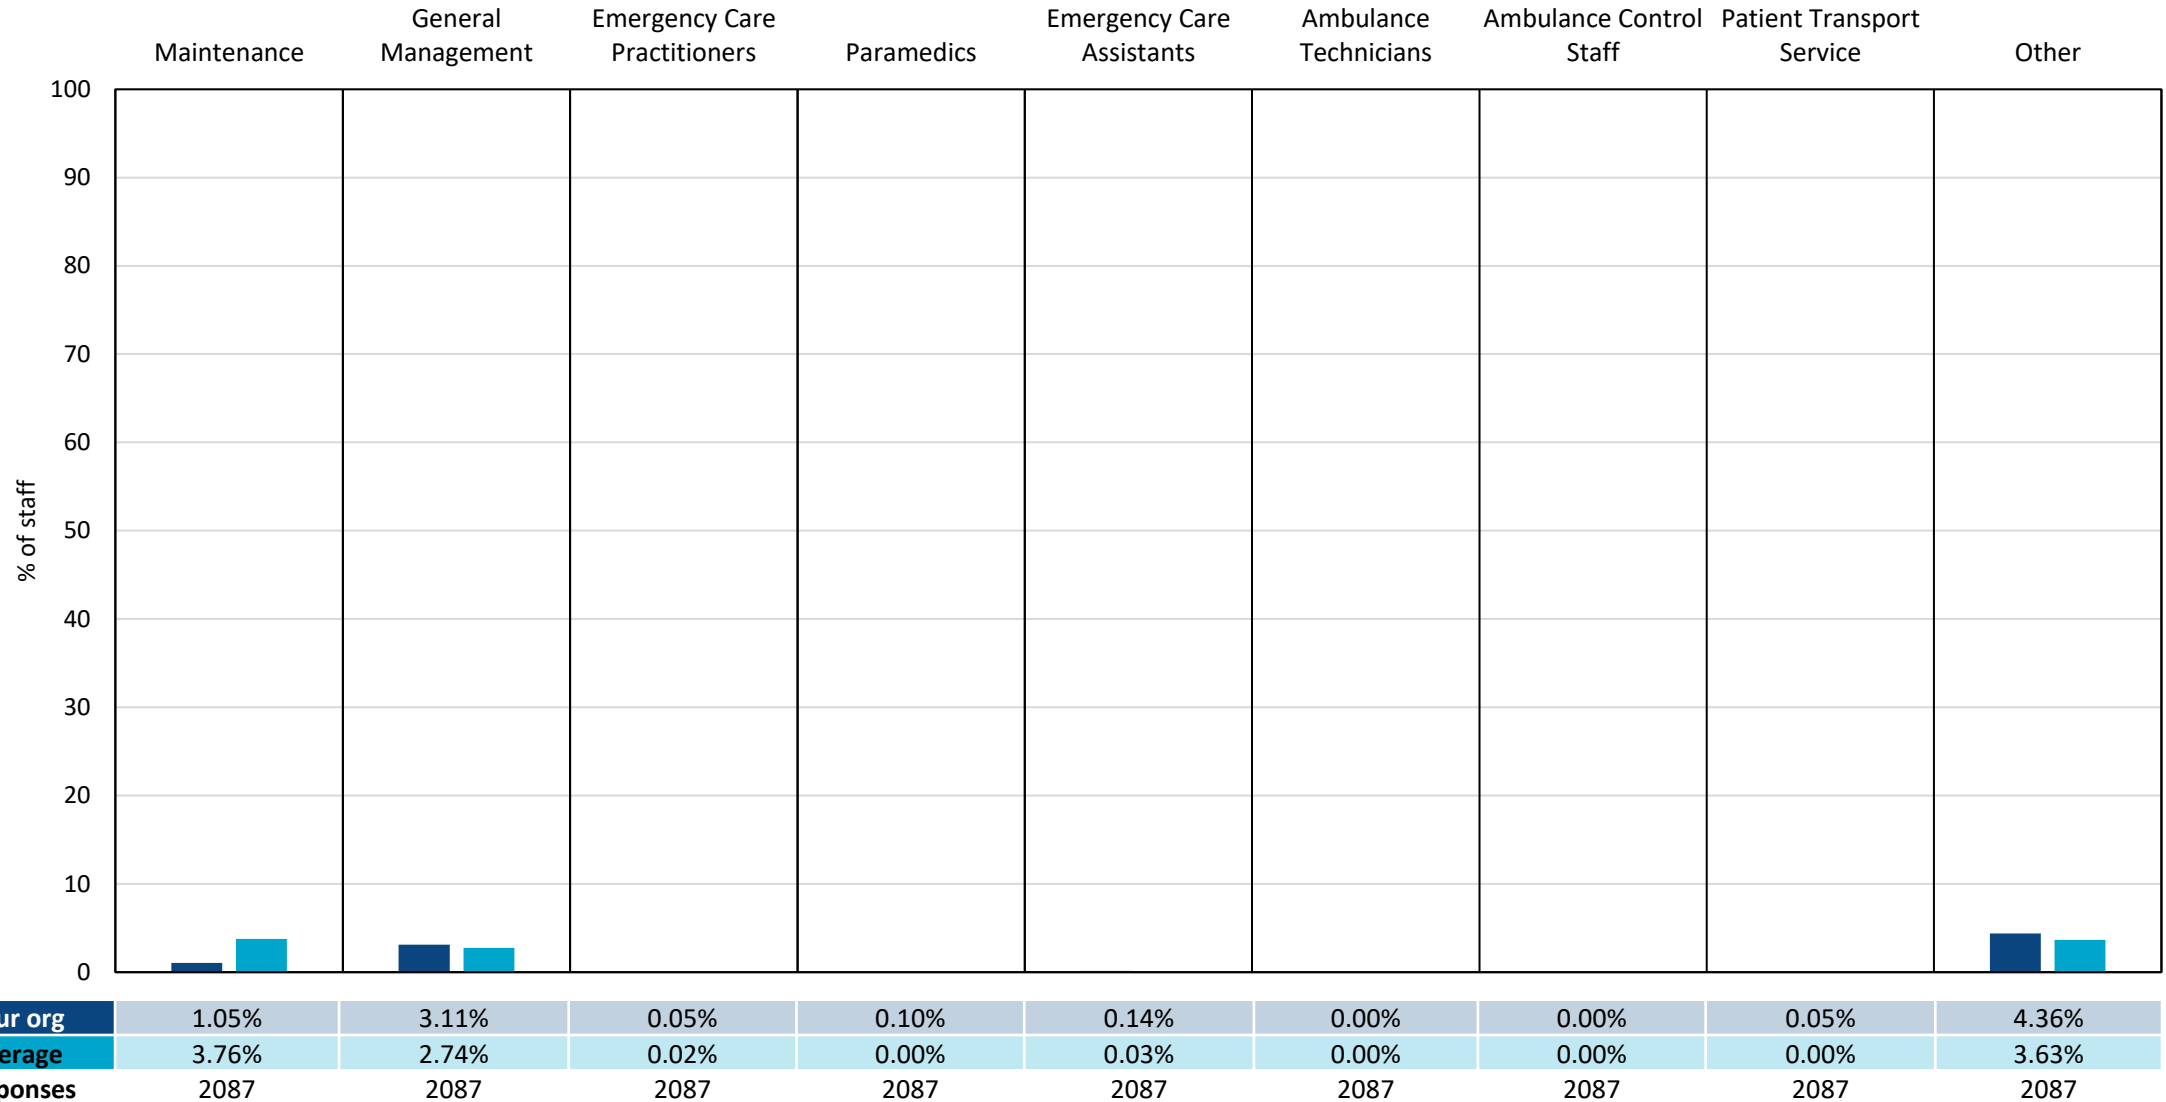 Maintenance
General Management
Emergency Care Practitioners
Paramedics
Emergency Care Assistants
Ambulance Technicians
Ambulance Control Staff
Patient Transport Service
Other
% of staff
100
90
80
70
60
50
40
30
20
10
0
ur org 1.05% 3.11% 0.05% 0.10% 0.14% 0.00% 0.00% 0.05% 4.36%
erage 3.76% 2.74% 0.02% 0.00% 0.03% 0.00% 0.00% 0.00% 3.63%
ponses 2087 2087 2087 2087 2087 2087 2087 2087 2087